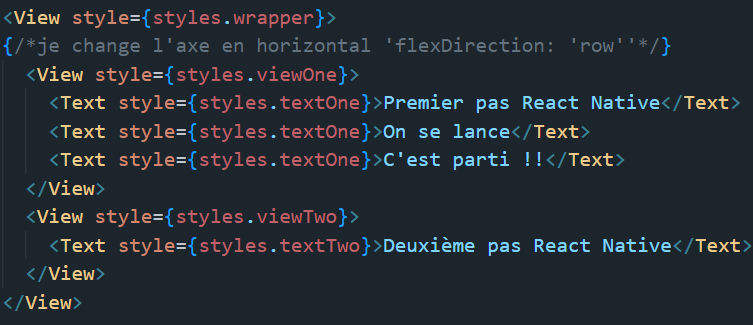 <View style={styles.wrapper}>
{/*je change l'axe en horizontal 'flexDirection: 'row''*/}
<View style={styles.viewOne}>
<Text style={styles.textOne}>Premier pas React Native</Text>
<Text style={styles.textOne}>On se lance</Text>
<Text style={styles.textOne}>C'est parti !!</Text>
</View>
<View style={styles.viewTwo}>
<Text style={styles.textTwo}>Deuxième pas React Native</Text>
</View>
</View>